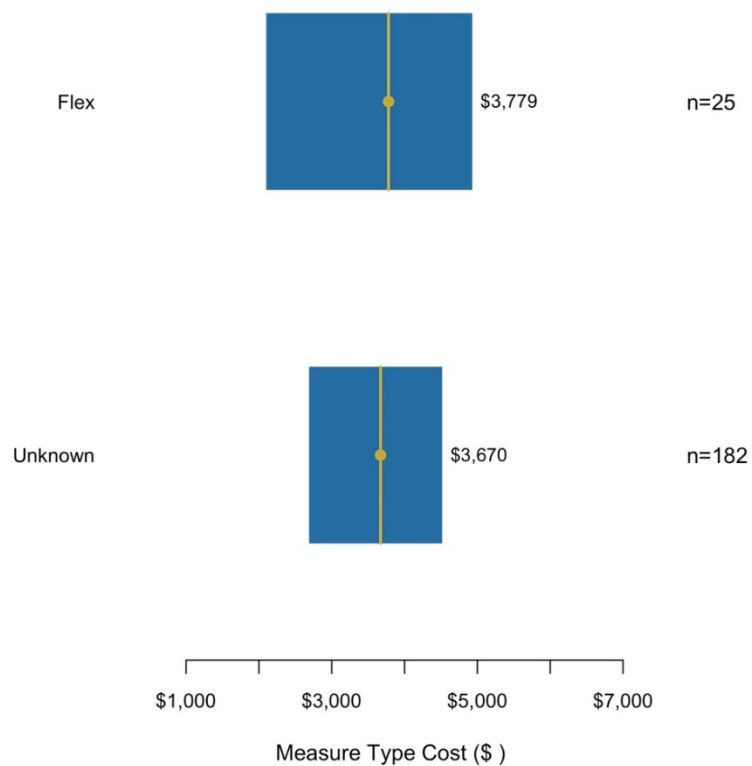 Flex
$3,779
n=25
Unknown
$3,670
n=182
$1,000
$3,000
$5,000
$7,000
Measure Type Cost ($ )